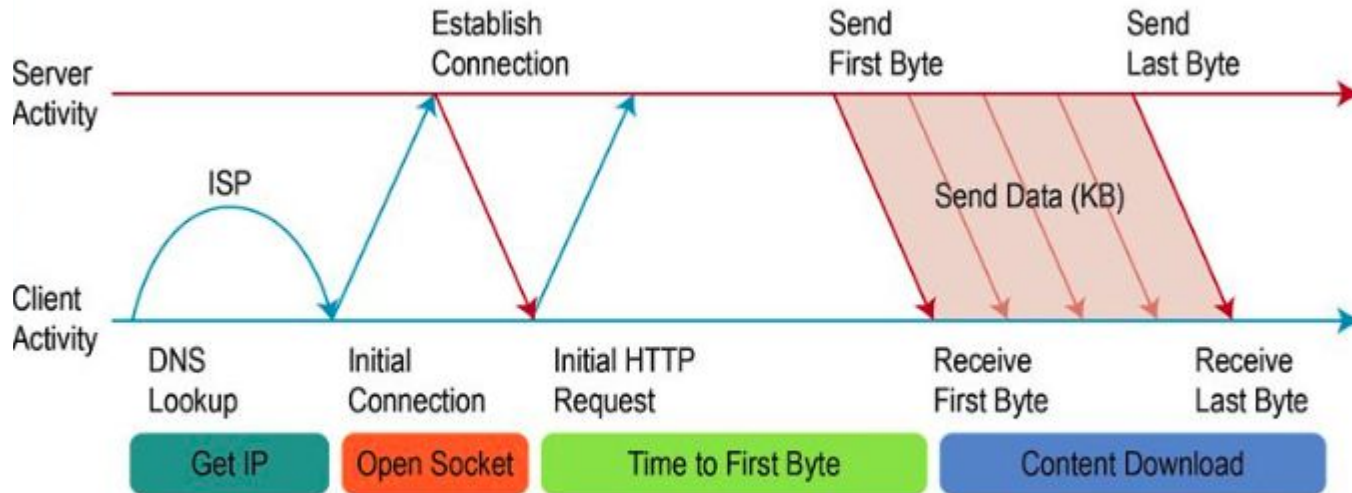 Establish
Connection
Send
First Byte
Send
Last Byte
Server
Activity
ISP
Send Data (KB)
Client
Activity
DNS
Lookup
Initial
Connection
Initial HTTP
Request
Receive
First Byte
Receive
Last Byte
Get IP
Open Socket
Time to First Byte
Content Download